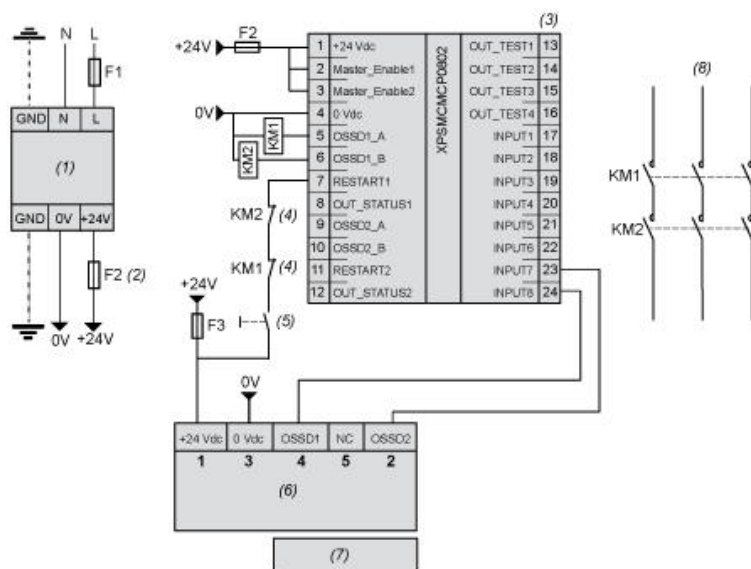 N L
F1
GND N L
(1)
GND 0V +24V
F2 (2)
0V +24V
(3)
+24V F2
XPSMCMCP0802
1 +24 Vdc OUT_TEST1 13
2 Master_Enable1 OUT_TEST2 14
3 Master_Enable2 OUT_TEST3 15
0V 4 0 Vdc OUT_TEST4 16
KM1 5 OSSD1_A INPUT1 17
KM2 6 OSSD1_B INPUT2 18
7 RESTART1 INPUT3 19
8 OUT_STATUS1 INPUT4 20
9 OSSD2_A INPUT5 21
10 OSSD2_B INPUT6 22
11 RESTART2 INPUT7 23
12 OUT_STATUS2 INPUT8 24
KM2 (4)
KM1 (4)
+24V
F3 (5)
0V
+24 Vdc 0 Vdc OSSD1 NC OSSD2
1 3 4 5 2
(6)
(7)
(8)
KM1
KM2